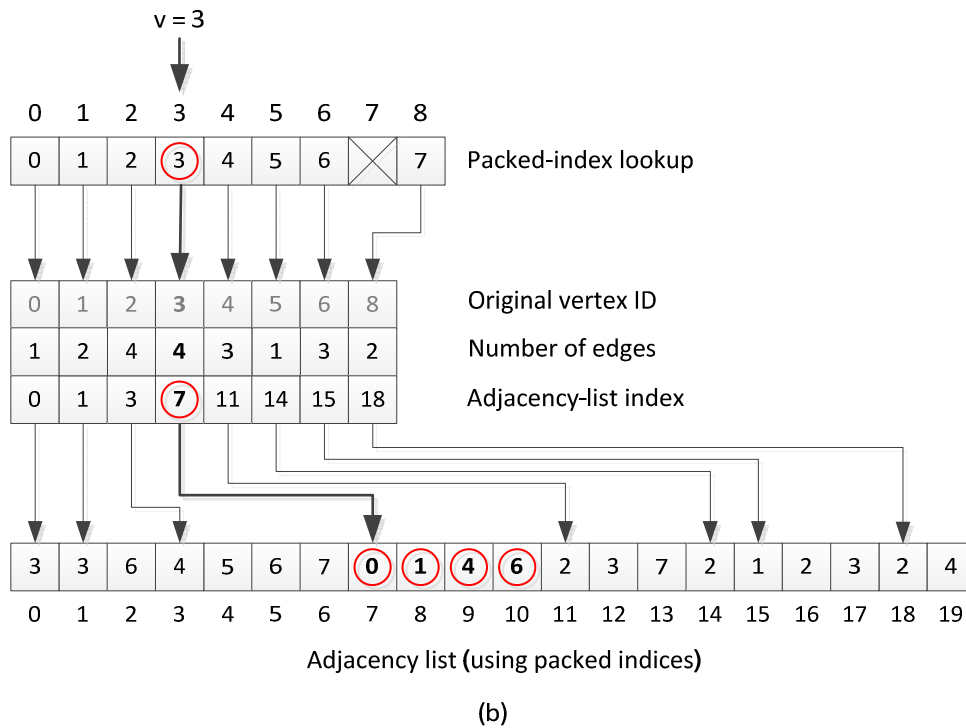 v = 3
0 1 2 3 4 5 6 7 8
0 1 2 3 4 5 6 7 Packed-index lookup
0 1 2 3 4 5 6 8 Original vertex ID
1 2 4 4 3 1 3 2 Number of edges
0 1 3 7 11 14 15 18 Adjacency-list index
3 3 6 4 5 6 7 0 1 4 6 2 3 7 2 1 2 3 2 4
0 1 2 3 4 5 6 7 8 9 10 11 12 13 14 15 16 17 18 19
Adjacency list (using packed indices)
(b)